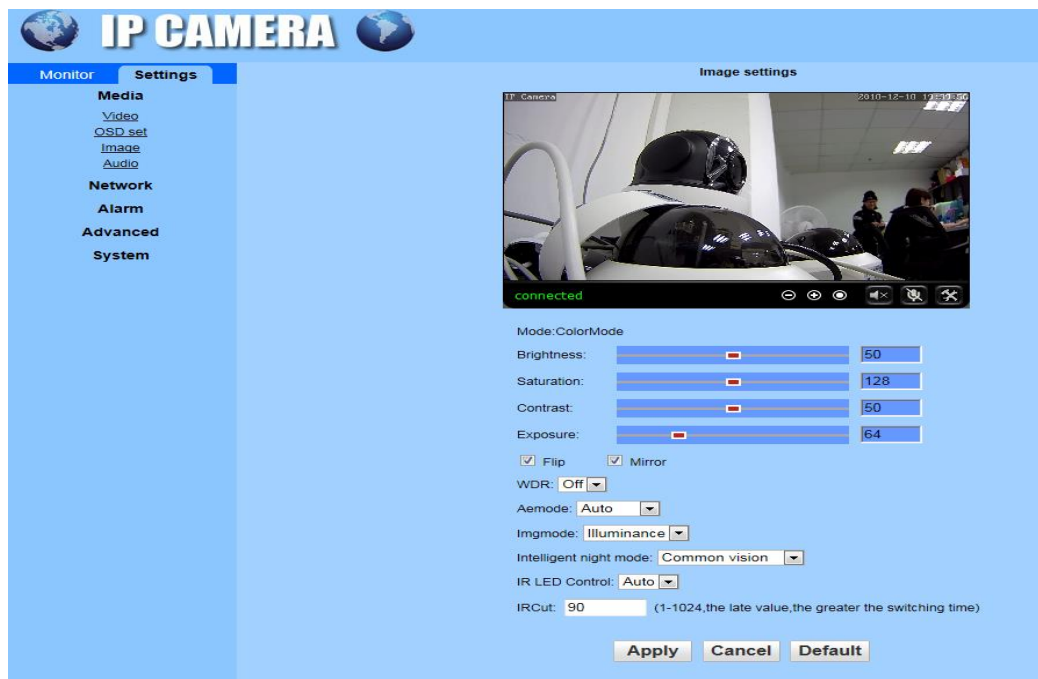 IP CAMERA
Monitor Settings
Image settings
Media
Video
OSD set
Image
Audio
Network
Alarm
Advanced
System
IP Camera
connected
Mode:ColorMode
Brightness: 50
Saturation: 128
Contrast: 50
Exposure: 64
Flip Mirror
WDR: Off
Aemode: Auto
Imgmode: Illuminance
Intelligent night mode: Common vision
IR LED Control: Auto
IRCut: 90 (1-1024,the late value,the greater the switching time)
Apply Cancel Default